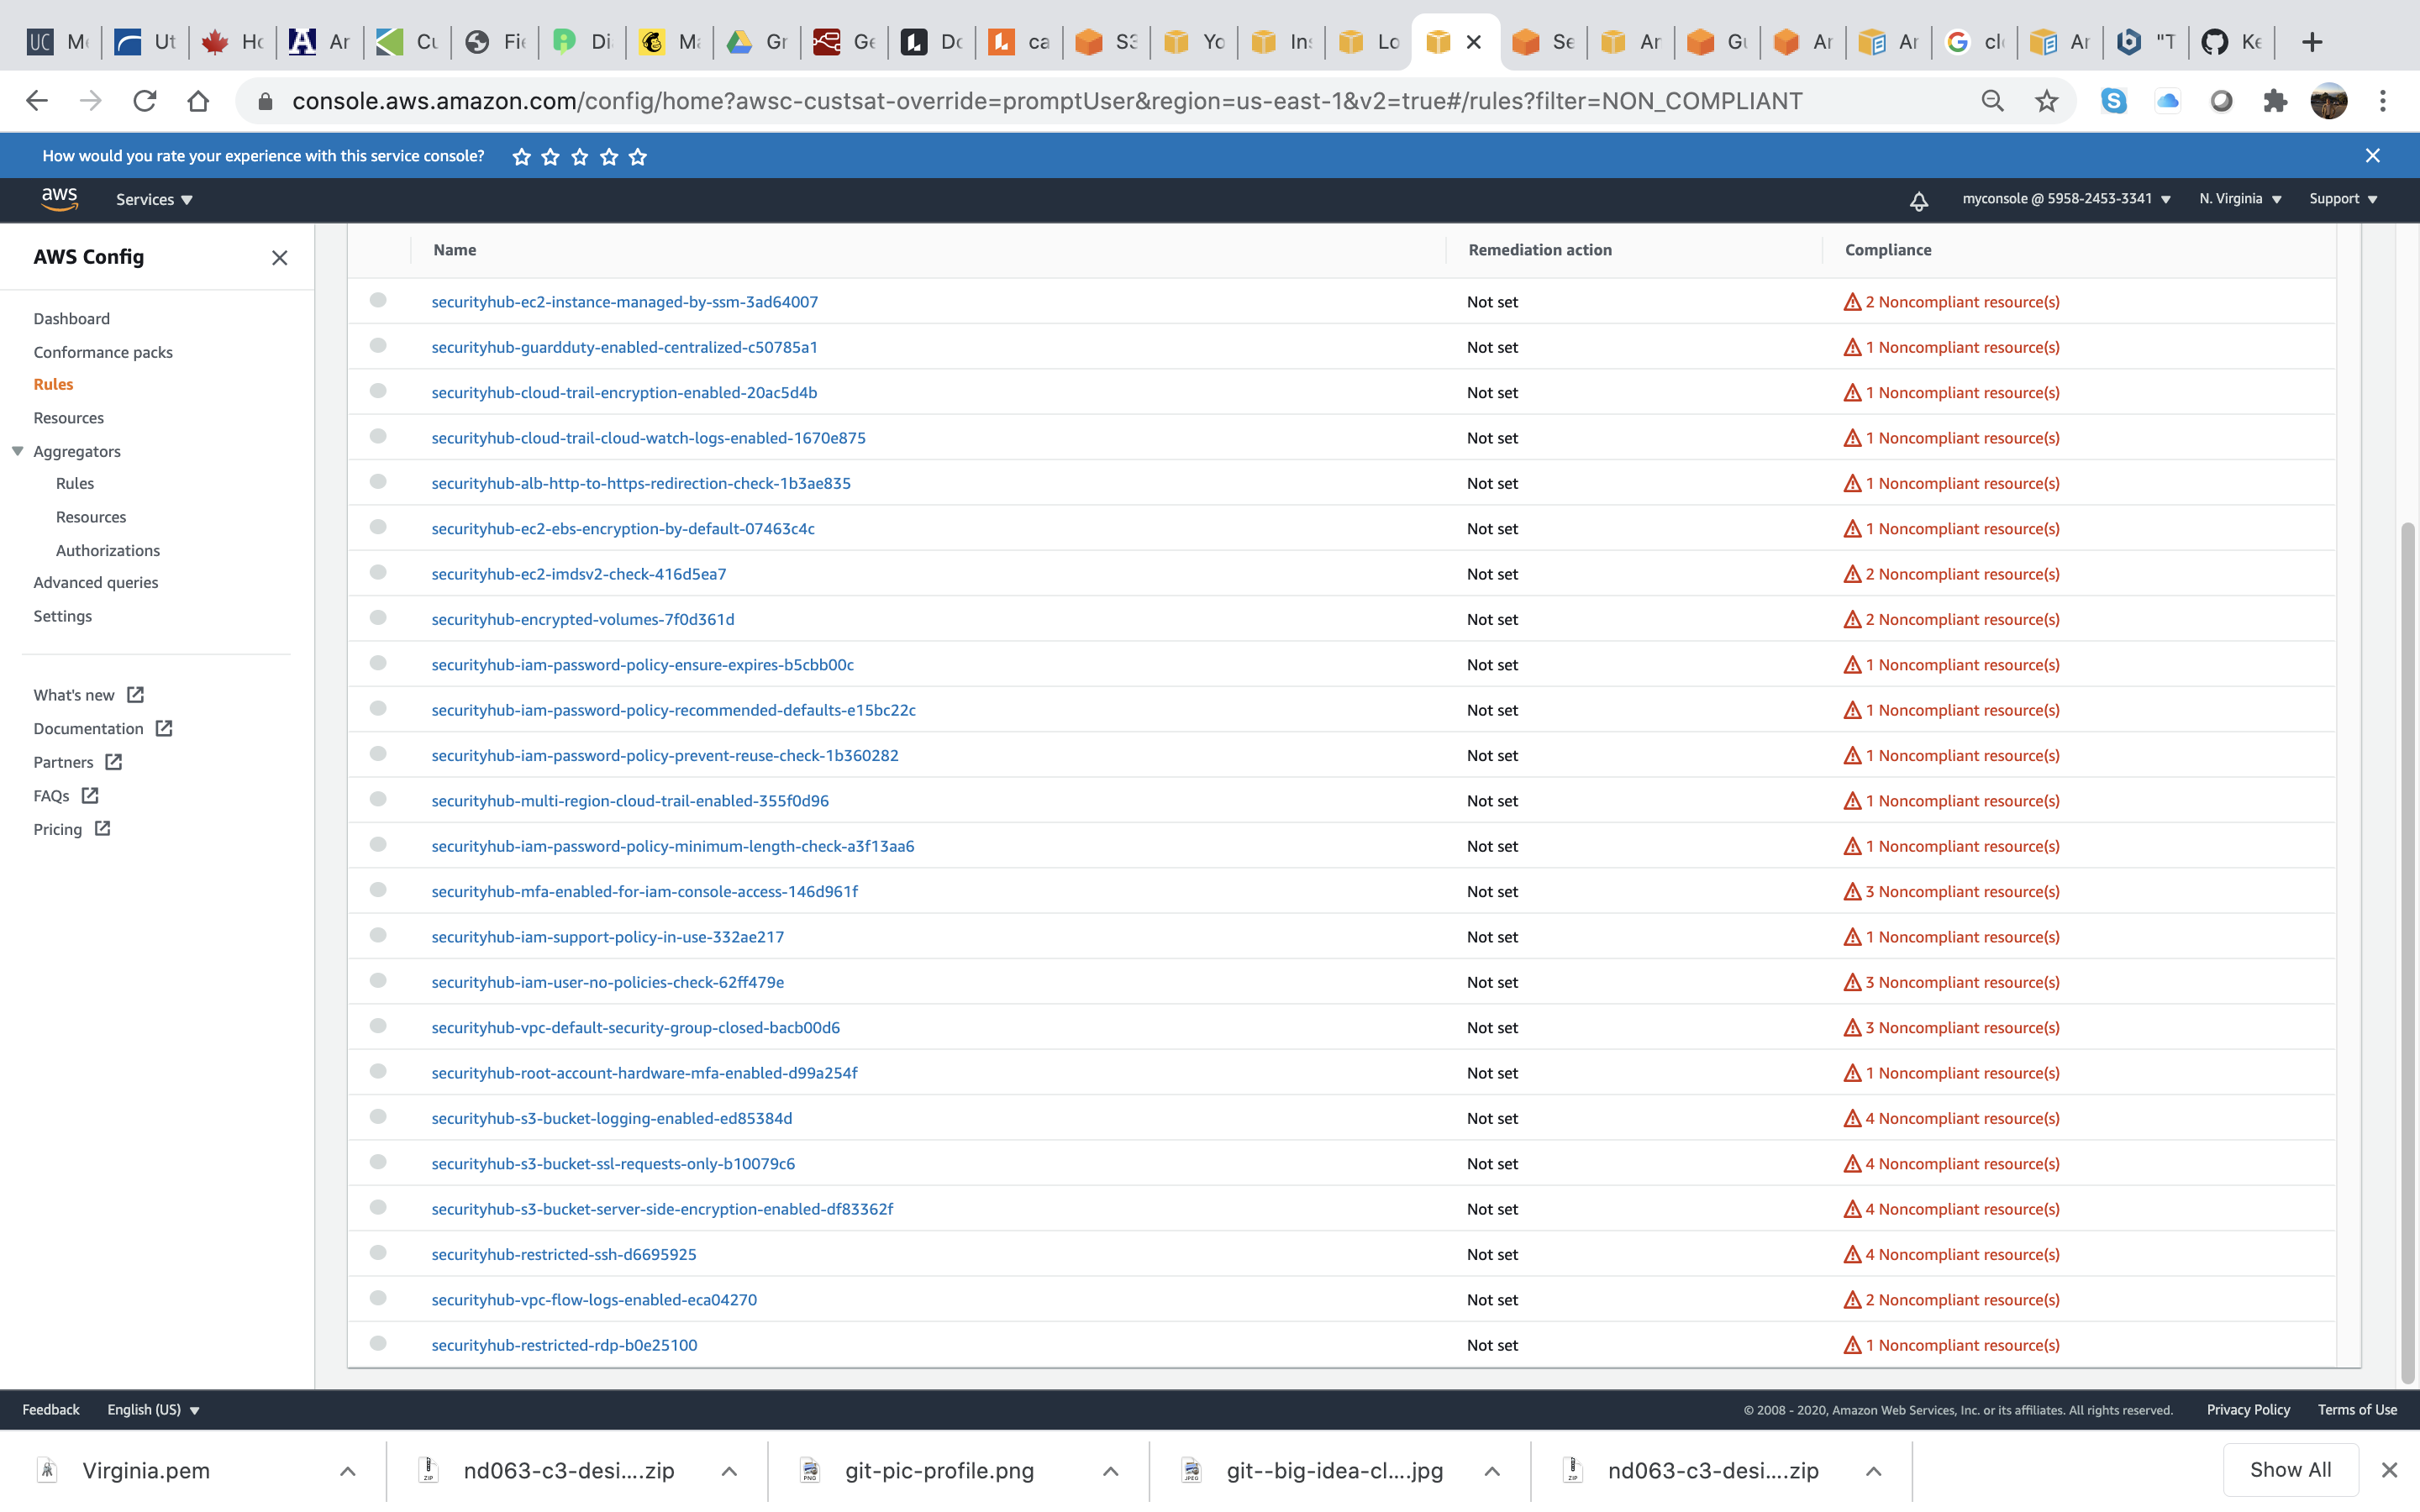 UC Me Ut Ho Ar Cu Fie Di Ma Gr Ge Do ca S3 Yo Ins Lo Se Ar Gu Ar Ar clo Ar "T Ke
console.aws.amazon.com/config/home?awsc-custsat-override=promptUser&region=us-east-1&v2=true#/rules?filter=NON_COMPLIANT
How would you rate your experience with this service console?
aws Services myconsole @ 5958-2453-3341 N. Virginia Support
AWS Config
Dashboard
Conformance packs
Rules
Resources
Aggregators
Rules
Resources
Authorizations
Advanced queries
Settings
What's new
Documentation
Partners
FAQs
Pricing
Name Remediation action Compliance
securityhub-ec2-instance-managed-by-ssm-3ad64007 Not set 2 Noncompliant resource(s)
securityhub-guardduty-enabled-centralized-c50785a1 Not set 1 Noncompliant resource(s)
securityhub-cloud-trail-encryption-enabled-20ac5d4b Not set 1 Noncompliant resource(s)
securityhub-cloud-trail-cloud-watch-logs-enabled-1670e875 Not set 1 Noncompliant resource(s)
securityhub-alb-http-to-https-redirection-check-1b3ae835 Not set 1 Noncompliant resource(s)
securityhub-ec2-ebs-encryption-by-default-07463c4c Not set 1 Noncompliant resource(s)
securityhub-ec2-imdsv2-check-416d5ea7 Not set 2 Noncompliant resource(s)
securityhub-encrypted-volumes-7f0d361d Not set 2 Noncompliant resource(s)
securityhub-iam-password-policy-ensure-expires-b5cbb00c Not set 1 Noncompliant resource(s)
securityhub-iam-password-policy-recommended-defaults-e15bc22c Not set 1 Noncompliant resource(s)
securityhub-iam-password-policy-prevent-reuse-check-1b360282 Not set 1 Noncompliant resource(s)
securityhub-multi-region-cloud-trail-enabled-355f0d96 Not set 1 Noncompliant resource(s)
securityhub-iam-password-policy-minimum-length-check-a3f13aa6 Not set 1 Noncompliant resource(s)
securityhub-mfa-enabled-for-iam-console-access-146d961f Not set 3 Noncompliant resource(s)
securityhub-iam-support-policy-in-use-332ae217 Not set 1 Noncompliant resource(s)
securityhub-iam-user-no-policies-check-62ff479e Not set 3 Noncompliant resource(s)
securityhub-vpc-default-security-group-closed-bacb00d6 Not set 3 Noncompliant resource(s)
securityhub-root-account-hardware-mfa-enabled-d99a254f Not set 1 Noncompliant resource(s)
securityhub-s3-bucket-logging-enabled-ed85384d Not set 4 Noncompliant resource(s)
securityhub-s3-bucket-ssl-requests-only-b10079c6 Not set 4 Noncompliant resource(s)
securityhub-s3-bucket-server-side-encryption-enabled-df83362f Not set 4 Noncompliant resource(s)
securityhub-restricted-ssh-d6695925 Not set 4 Noncompliant resource(s)
securityhub-vpc-flow-logs-enabled-eca04270 Not set 2 Noncompliant resource(s)
securityhub-restricted-rdp-b0e25100 Not set 1 Noncompliant resource(s)
Feedback English (US) © 2008 - 2020, Amazon Web Services, Inc. or its affiliates. All rights reserved. Privacy Policy Terms of Use
Virginia.pem nd063-c3-desi....zip git-pic-profile.png git--big-idea-cl....jpg nd063-c3-desi....zip Show All